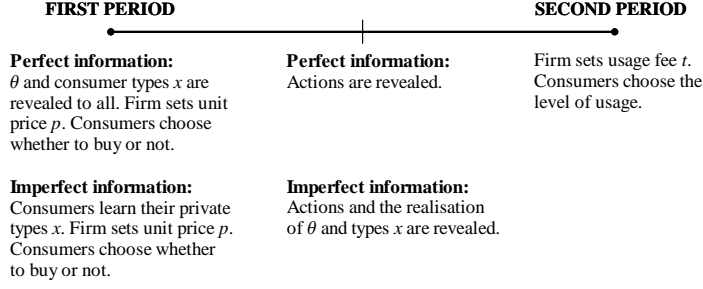 FIRST PERIOD
SECOND PERIOD
Perfect information:
θ and consumer types x are
revealed to all. Firm sets unit
price p. Consumers choose
whether to buy or not.
Perfect information:
Actions are revealed.
Firm sets usage fee t.
Consumers choose the
level of usage.
Imperfect information:
Consumers learn their private
types x. Firm sets unit price p.
Consumers choose whether
to buy or not.
Imperfect information:
Actions and the realisation
of θ and types x are revealed.